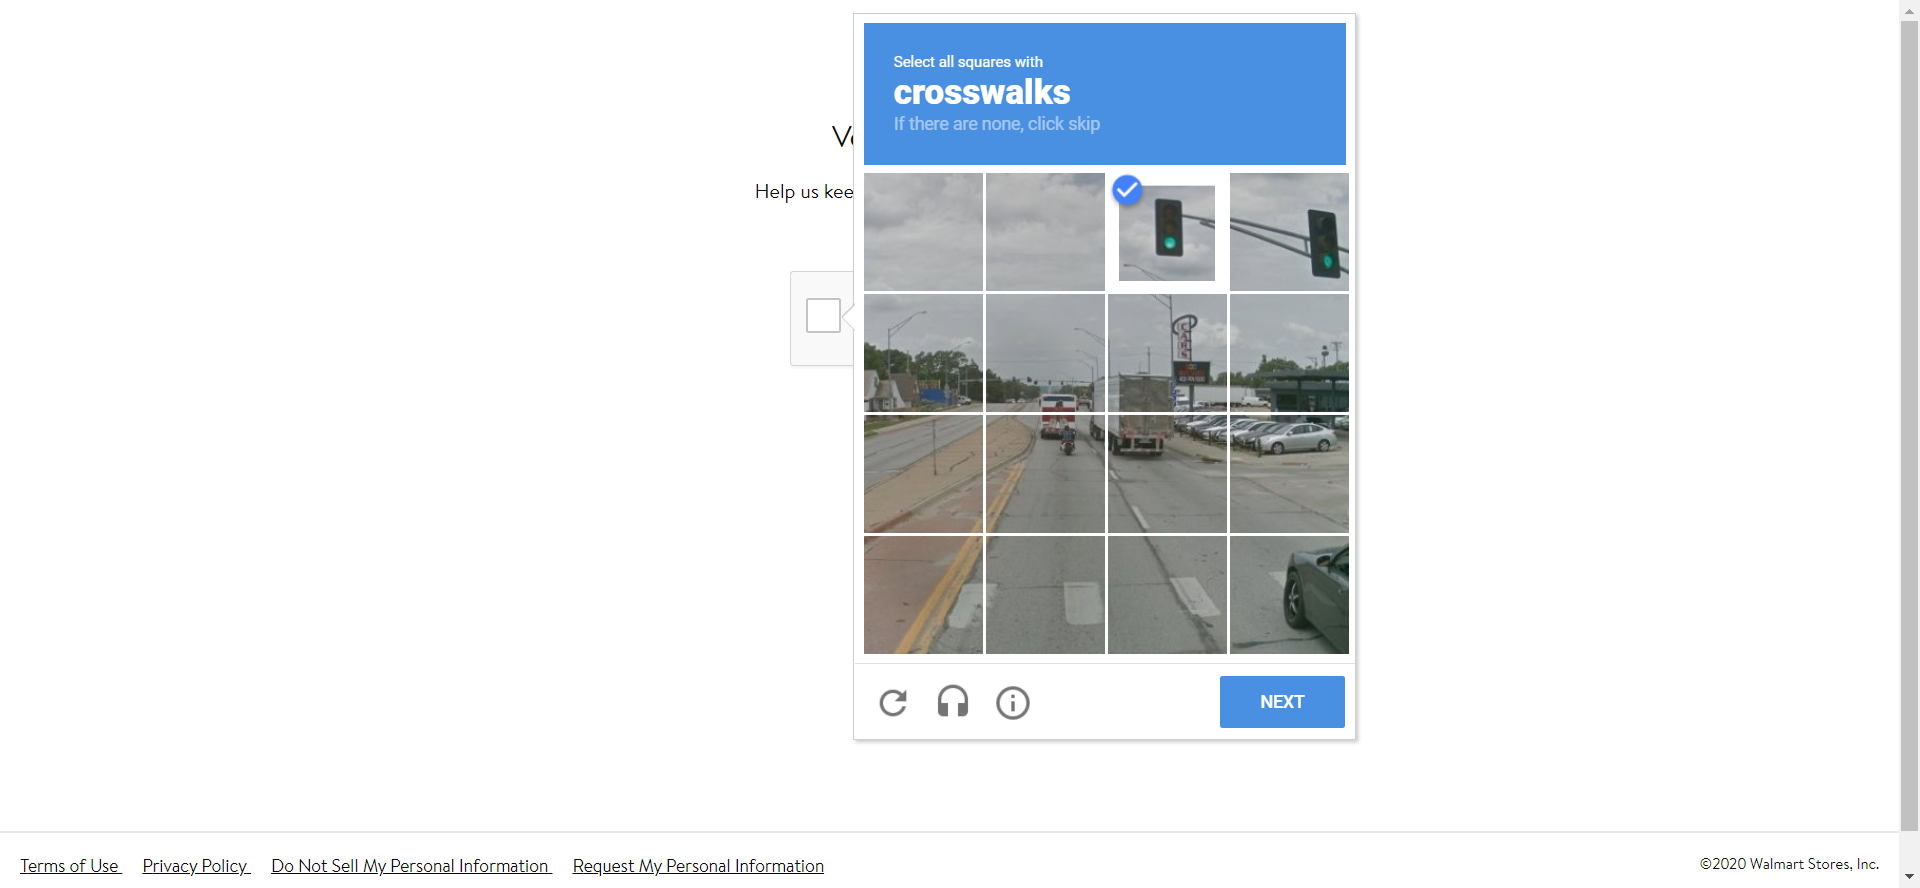 Select all squares with
crosswalks
If there are none, click skip
Help us kee
CARS
NEXT
Terms of Use
Privacy Policy
Do Not Sell My Personal Information
Request My Personal Information
©2020 Walmart Stores, Inc.